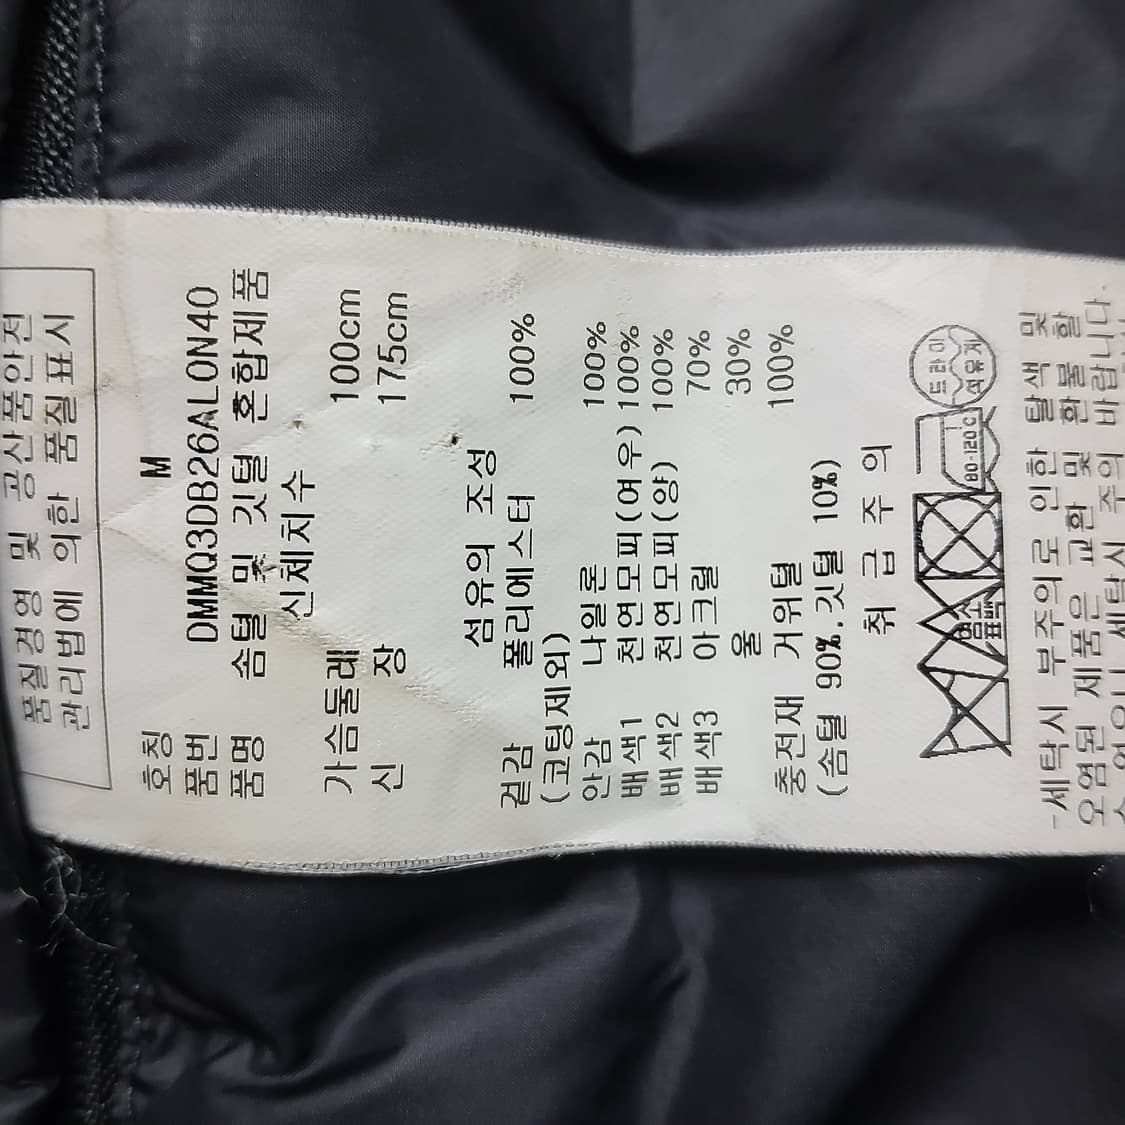 품질경영 및 공산품안전
관리법에 의한 품질표시
호칭 M
품번 DMMQ3DB26AL0N40
품명 솜털 및 깃털 혼합제품
신체치수
가슴둘레 100cm
신 장 175cm
섬유의 조성
겉감 폴리에스터 100%
(코팅제외)
안감 나일론 100%
배색1 천연모피(여우) 100%
배색2 천연모피(양) 100%
배색3 아크릴 70%
울 30%
충전재 거위털 100%
(솜털 90%,깃털 10%)
취 급 주 의
염소 표백
80-120℃
드라이
석유계
-세탁시 부주의로 인한 탈색 및
오염된 제품은 교환 및 환불 할